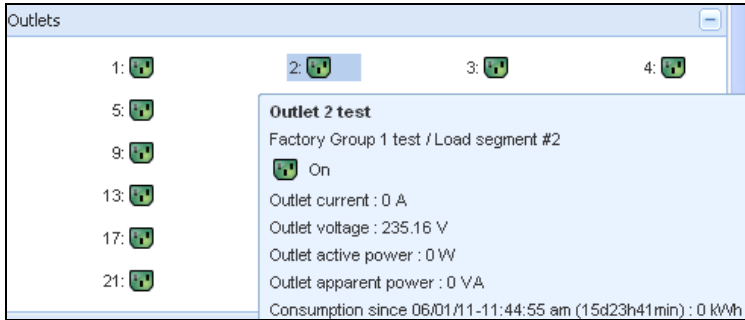 Outlets
1: 2: 3: 4:
5:
9:
13:
17:
21:
Outlet 2 test
Factory Group 1 test / Load segment #2
On
Outlet current : 0 A
Outlet voltage : 235.16 V
Outlet active power : 0 W
Outlet apparent power : 0 VA
Consumption since 06/01/11-11:44:55 am (15d23h41min) : 0 kWh